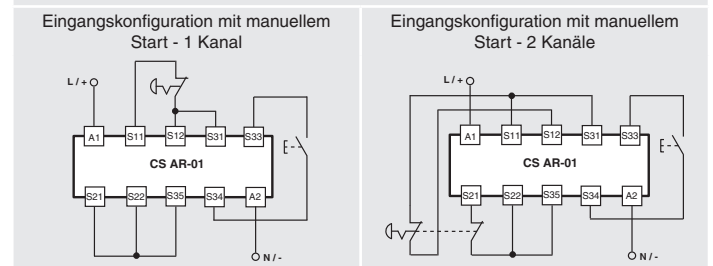 Eingangskonfiguration mit manuellem
Start - 1 Kanal
L / +
A1 S11 S12 S31 S33
CS AR-01
S21 S22 S35 S34 A2
N / -
Eingangskonfiguration mit manuellem
Start - 2 Kanäle
L / +
A1 S11 S12 S31 S33
CS AR-01
S21 S22 S35 S34 A2
N / -